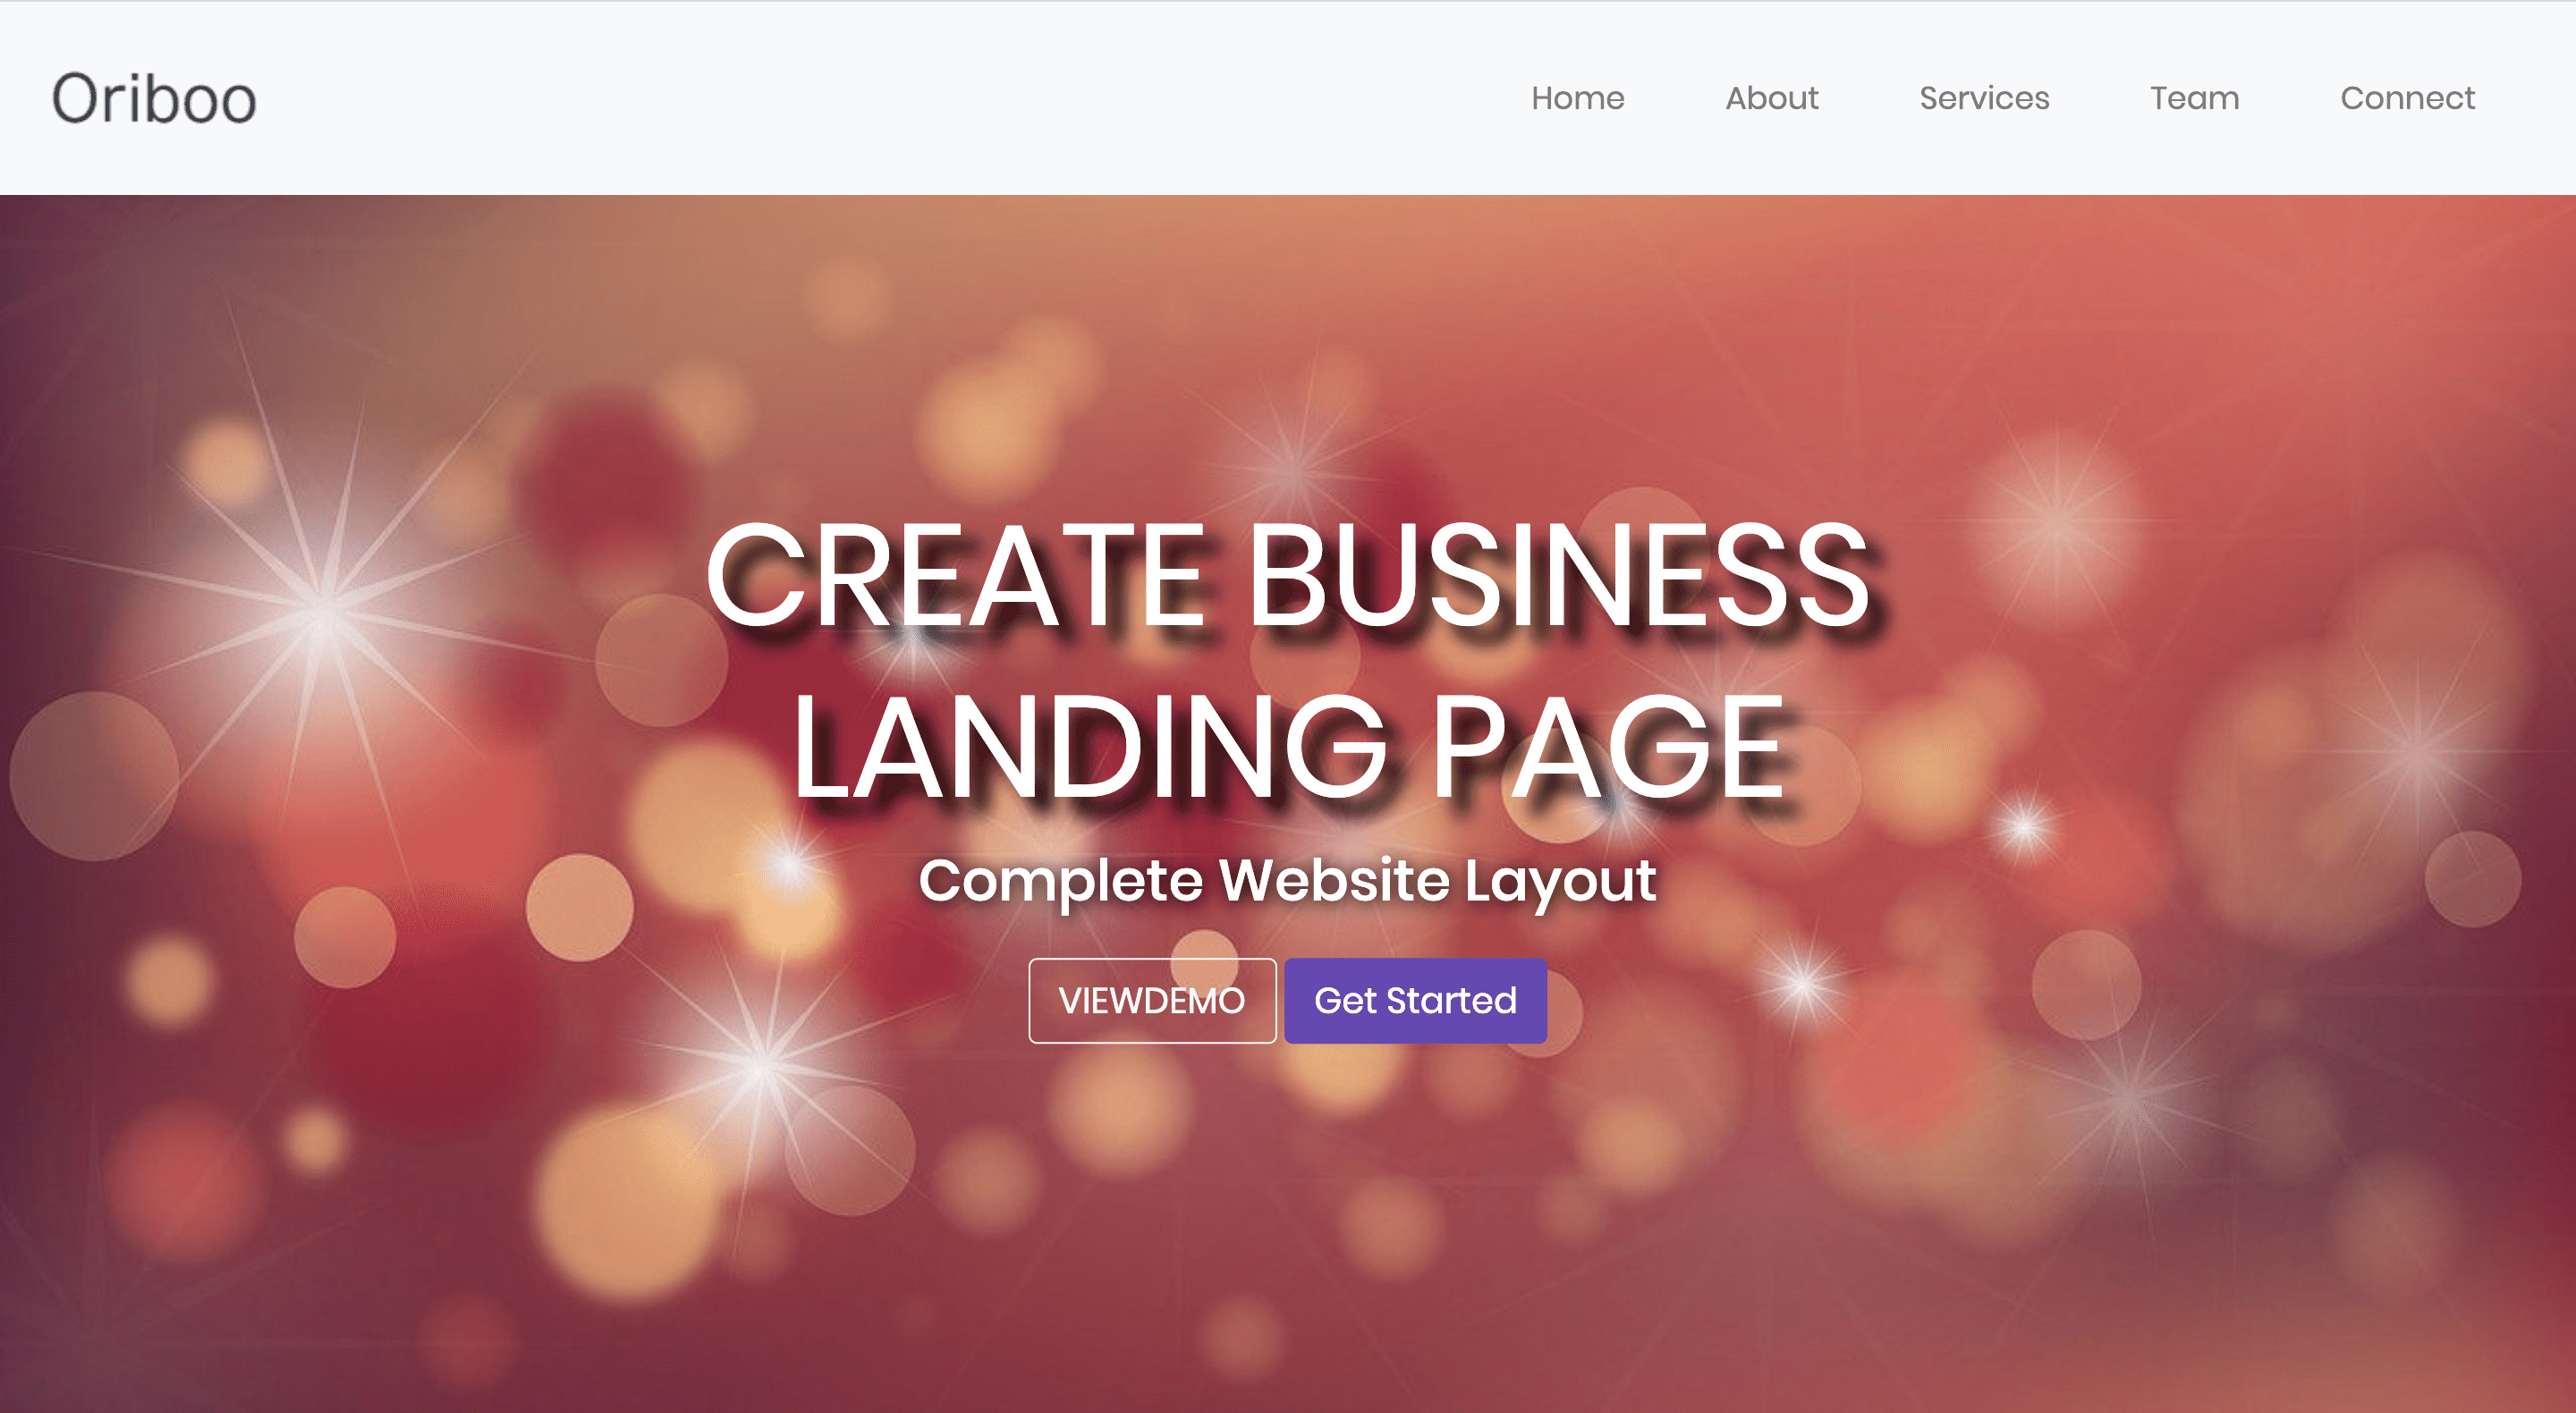 Oriboo
Home About Services Team Connect
CREATE BUSINESS
LANDING PAGE
Complete Website Layout
VIEWDEMO Get Started